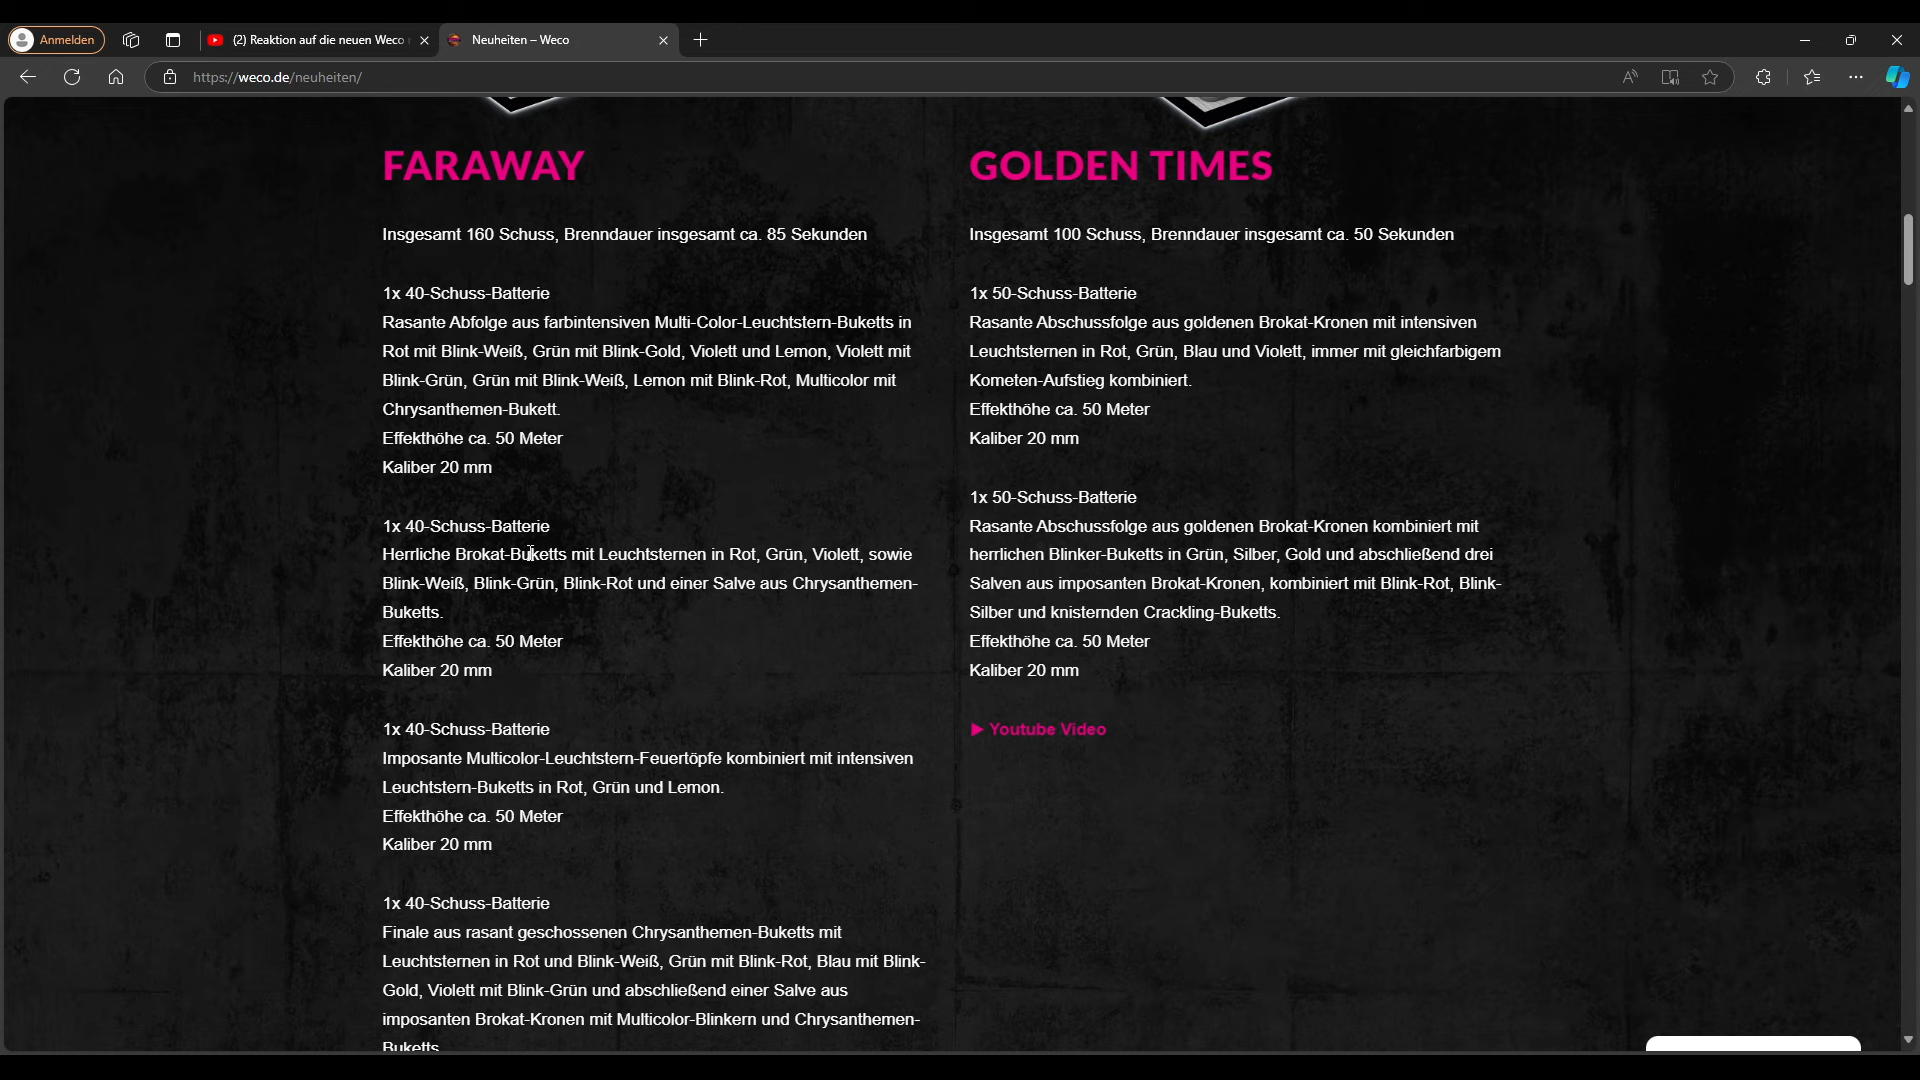 Anmelden
(2) Reaktion auf die neuen Weco
Neuheiten – Weco
https://weco.de/neuheiten/
FARAWAY
Insgesamt 160 Schuss, Brenndauer insgesamt ca. 85 Sekunden
1x 40-Schuss-Batterie
Rasante Abfolge aus farbintensiven Multi-Color-Leuchtstern-Buketts in
Rot mit Blink-Weiß, Grün mit Blink-Gold, Violett und Lemon, Violett mit
Blink-Grün, Grün mit Blink-Weiß, Lemon mit Blink-Rot, Multicolor mit
Chrysanthemen-Bukett.
Effekthöhe ca. 50 Meter
Kaliber 20 mm
1x 40-Schuss-Batterie
Herrliche Brokat-Buketts mit Leuchtsternen in Rot, Grün, Violett, sowie
Blink-Weiß, Blink-Grün, Blink-Rot und einer Salve aus Chrysanthemen-
Buketts.
Effekthöhe ca. 50 Meter
Kaliber 20 mm
1x 40-Schuss-Batterie
Imposante Multicolor-Leuchtstern-Feuertöpfe kombiniert mit intensiven
Leuchtstern-Buketts in Rot, Grün und Lemon.
Effekthöhe ca. 50 Meter
Kaliber 20 mm
1x 40-Schuss-Batterie
Finale aus rasant geschossenen Chrysanthemen-Buketts mit
Leuchtsternen in Rot und Blink-Weiß, Grün mit Blink-Rot, Blau mit Blink-
Gold, Violett mit Blink-Grün und abschließend einer Salve aus
imposanten Brokat-Kronen mit Multicolor-Blinkern und Chrysanthemen-
Buketts
GOLDEN TIMES
Insgesamt 100 Schuss, Brenndauer insgesamt ca. 50 Sekunden
1x 50-Schuss-Batterie
Rasante Abschussfolge aus goldenen Brokat-Kronen mit intensiven
Leuchtsternen in Rot, Grün, Blau und Violett, immer mit gleichfarbigem
Kometen-Aufstieg kombiniert.
Effekthöhe ca. 50 Meter
Kaliber 20 mm
1x 50-Schuss-Batterie
Rasante Abschussfolge aus goldenen Brokat-Kronen kombiniert mit
herrlichen Blinker-Buketts in Grün, Silber, Gold und abschließend drei
Salven aus imposanten Brokat-Kronen, kombiniert mit Blink-Rot, Blink-
Silber und knisternden Crackling-Buketts.
Effekthöhe ca. 50 Meter
Kaliber 20 mm
▶ Youtube Video